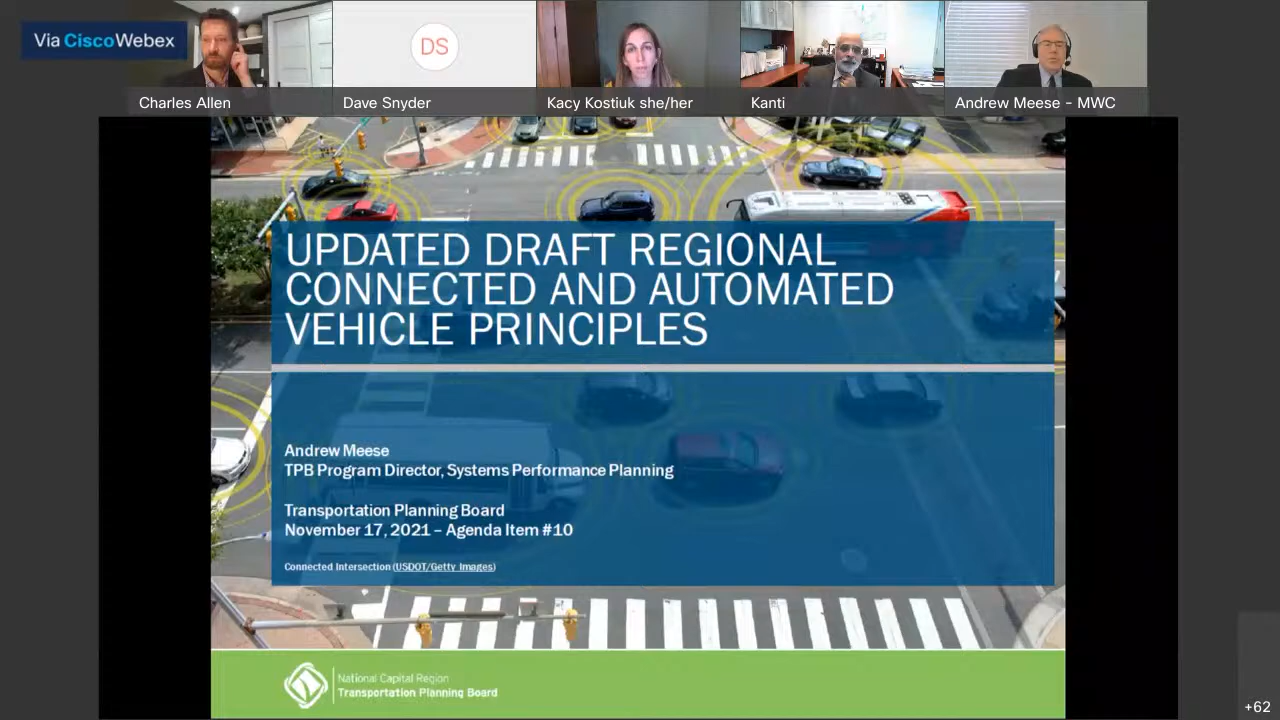 Via CiscoWebex
DS
Charles Allen
Dave Snyder
Kacy Kostiuk she/her
Kanti
Andrew Meese - MWC
UPDATED DRAFT REGIONAL
CONNECTED AND AUTOMATED
VEHICLE PRINCIPLES
Andrew Meese
TPB Program Director, Systems Performance Planning
Transportation Planning Board
November 17, 2021 – Agenda Item #10
Connected Intersection (USDOT/Getty Images)
National Capital Region
Transportation Planning Board
+62